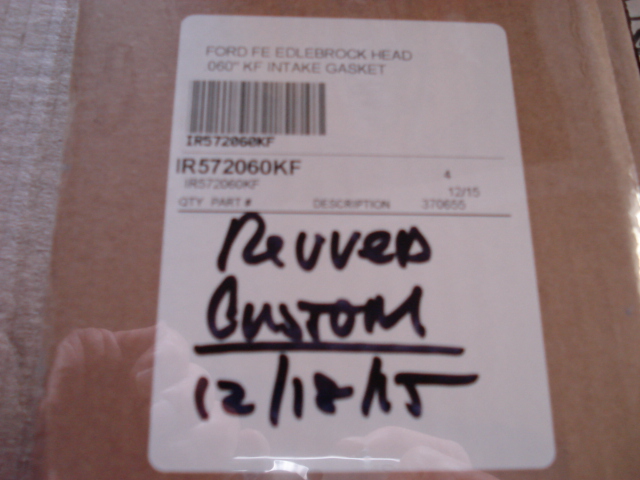 FORD FE EDLEBROCK HEAD
.060" KF INTAKE GASKET
IR572060KF
IR572060KF 4
IR572060KF 12/15
QTY PART # DESCRIPTION 370655
CUSTOM
12/18/15